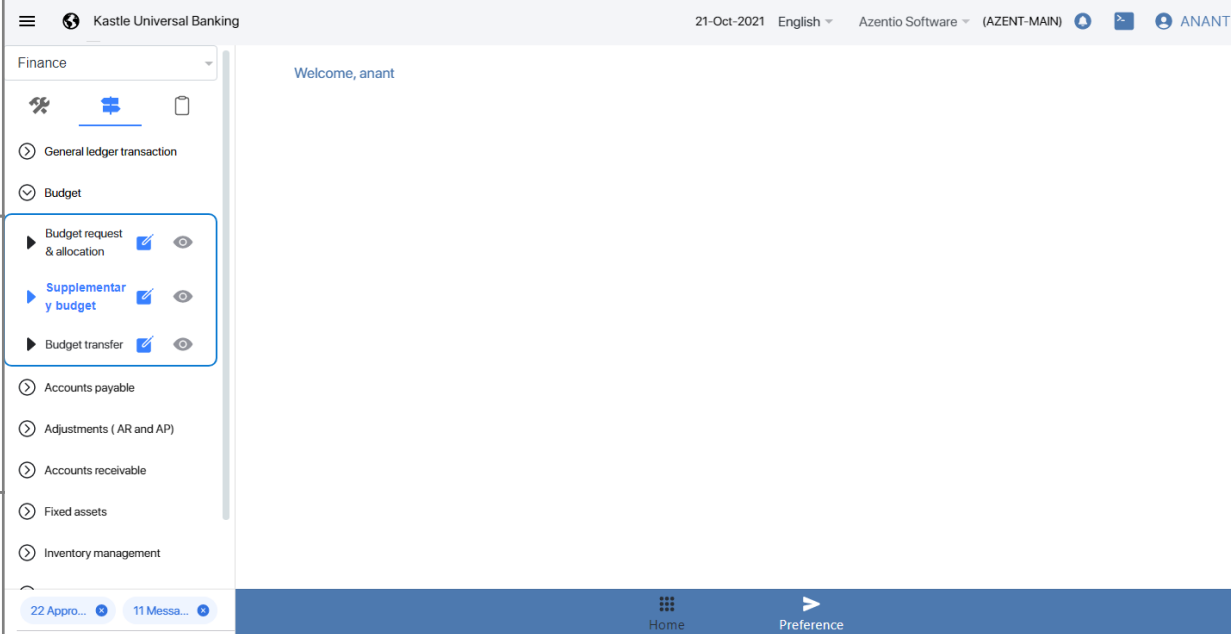 Kastle Universal Banking
21-Oct-2021 English Azentio Software (AZENT-MAIN) ANANT
Finance
Welcome, anant
General ledger transaction
Budget
Budget request
& allocation
Supplementar
y budget
Budget transfer
Accounts payable
Adjustments ( AR and AP)
Accounts receivable
Fixed assets
Inventory management
22 Appro... 11 Messa...
Home Preference